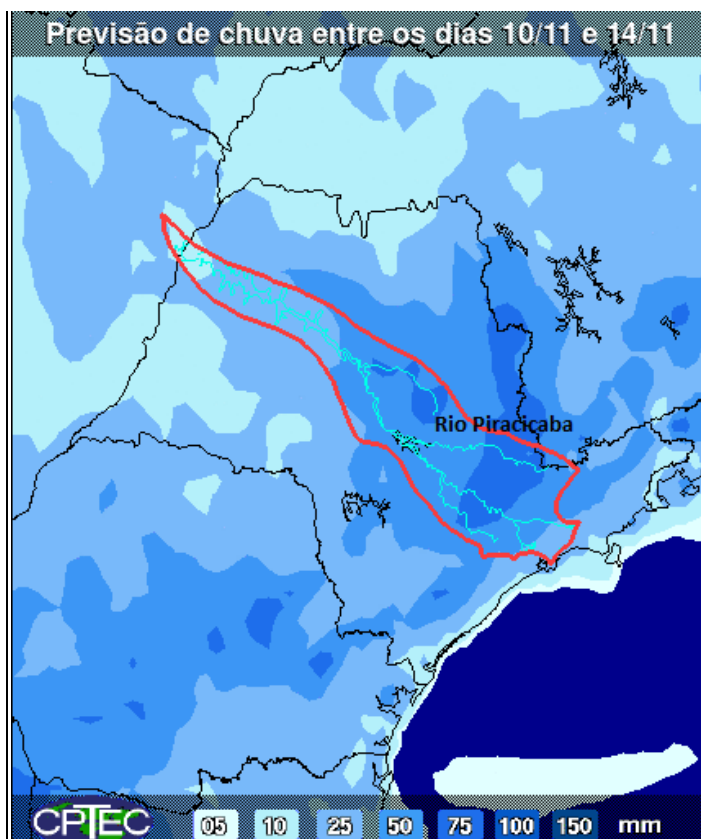 Previsão de chuva entre os dias 10/11 e 14/11
Rio Piracicaba
CPTEC 05 10 25 50 75 100 150 mm